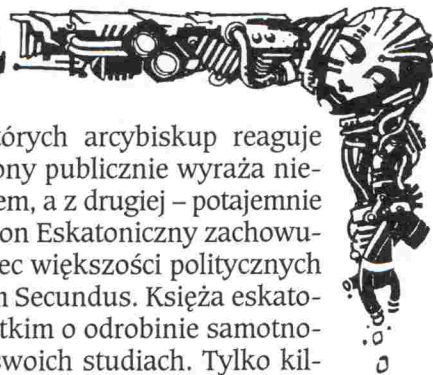 tórych arcybiskup reaguje
ony publicznie wyraża nie-
em, a z drugiej – potajemnie
on Eskatoniczny zachowu-
ec większości politycznych
n Secundus. Księża eskato-
tkim o odrobinie samotno-
swoich studiach. Tylko kil-